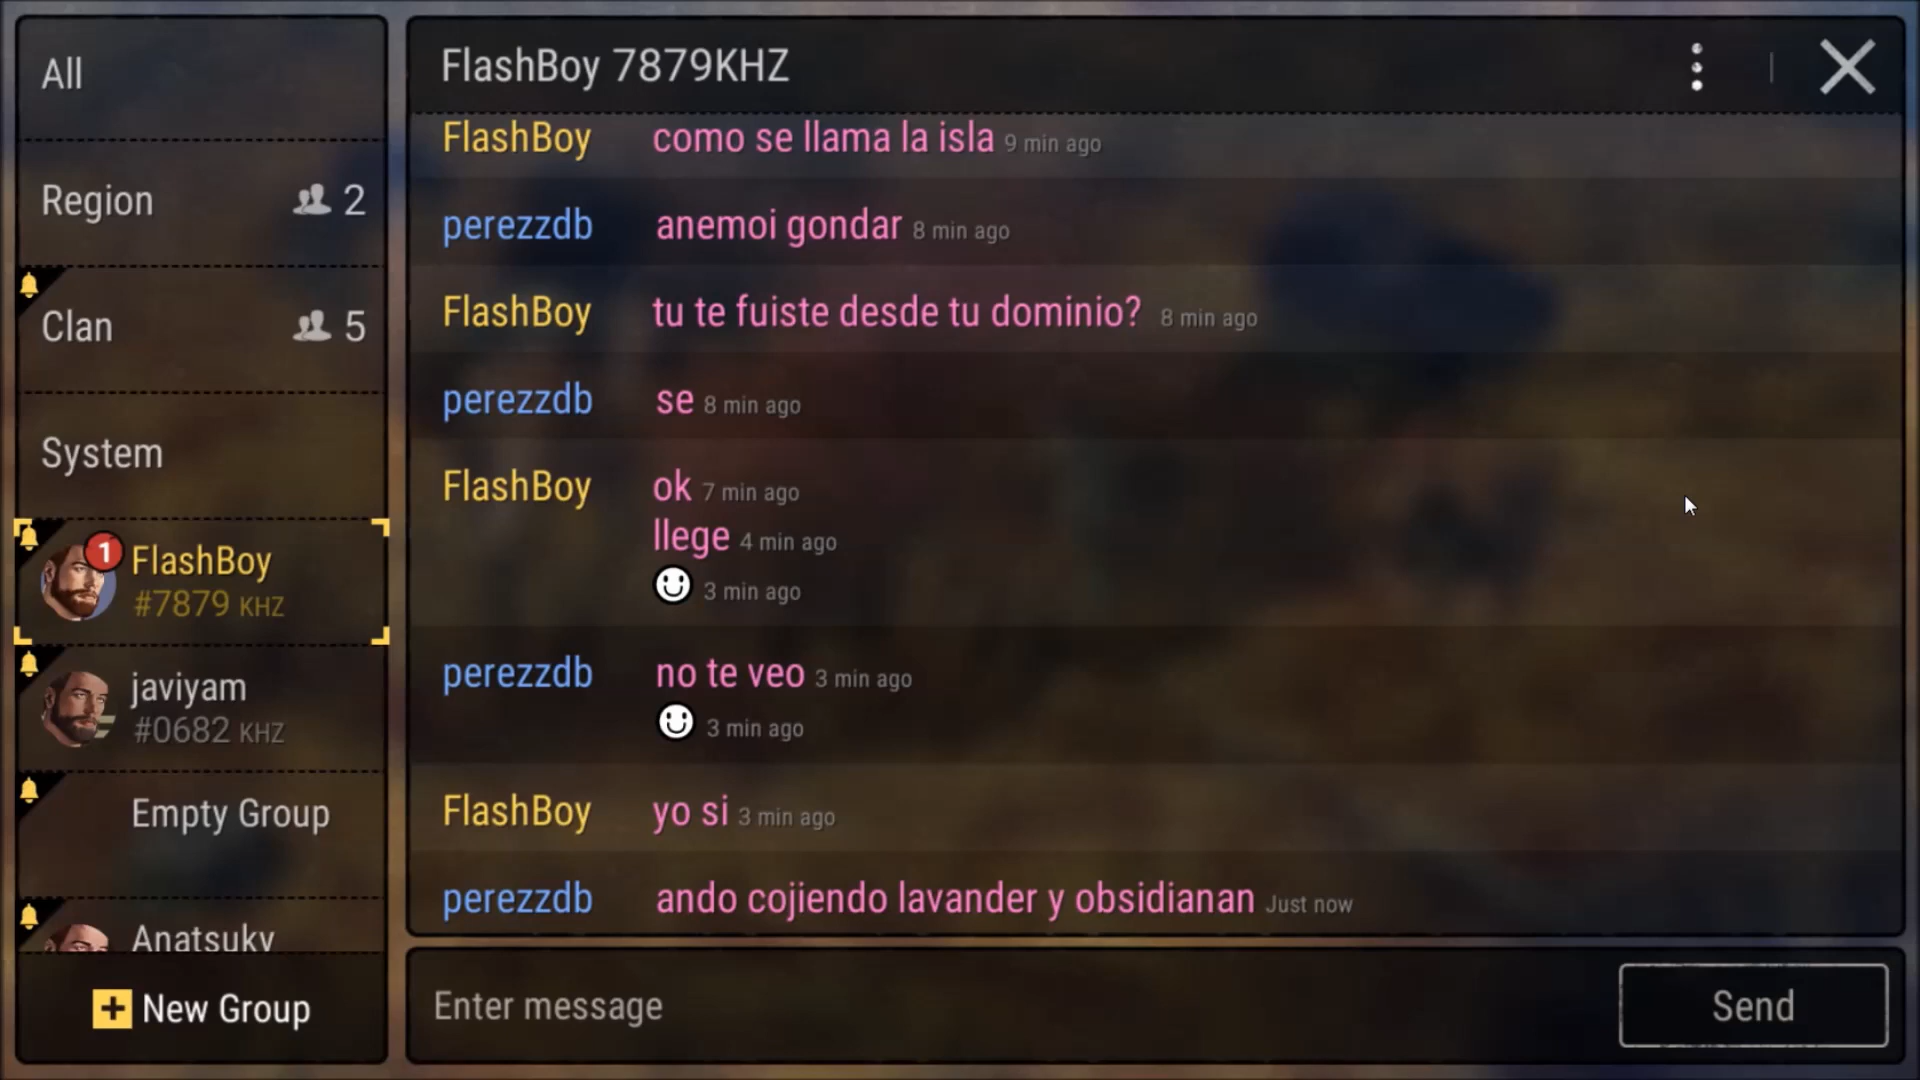 All
Region 2
Clan 5
System
1
FlashBoy
#7879 KHZ
javiyam
#0682 KHZ
Empty Group
Anatsuky
New Group
FlashBoy 7879KHZ
FlashBoy como se llama la isla 9 min ago
perezzdb anemoi gondar 8 min ago
FlashBoy tu te fuiste desde tu dominio? 8 min ago
perezzdb se 8 min ago
FlashBoy ok 7 min ago
llege 4 min ago
3 min ago
perezzdb no te veo 3 min ago
3 min ago
FlashBoy yo si 3 min ago
perezzdb ando cojiendo lavander y obsidianan Just now
Enter message
Send